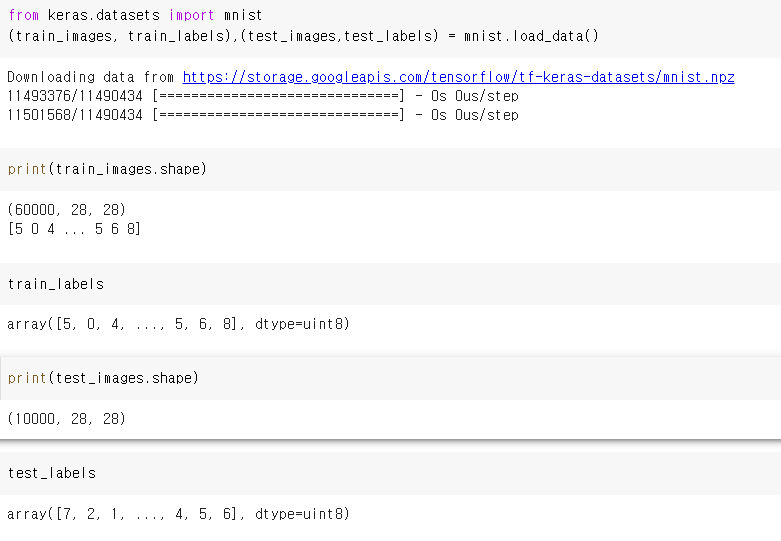 from keras.datasets import mnist
(train_images, train_labels),(test_images,test_labels) = mnist.load_data()
Downloading data from https://storage.googleapis.com/tensorflow/tf-keras-datasets/mnist.npz
11493376/11490434 [==============================] - 0s 0us/step
11501568/11490434 [==============================] - 0s 0us/step
print(train_images.shape)
(60000, 28, 28)
[5 0 4 ... 5 6 8]
train_labels
array([5, 0, 4, ..., 5, 6, 8], dtype=uint8)
print(test_images.shape)
(10000, 28, 28)
test_labels
array([7, 2, 1, ..., 4, 5, 6], dtype=uint8)